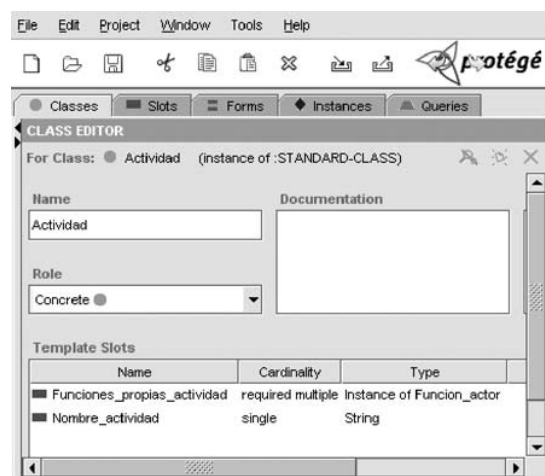 File Edit Project Window Tools Help
protégé
Classes Slots Forms Instances Queries
CLASS EDITOR
For Class: Actividad (instance of :STANDARD-CLASS)
Name Documentation
Actividad
Role
Concrete
Template Slots
Name Cardinality Type
Funciones_propias_actividad required multiple Instance of Funcion_actor
Nombre_actividad single String